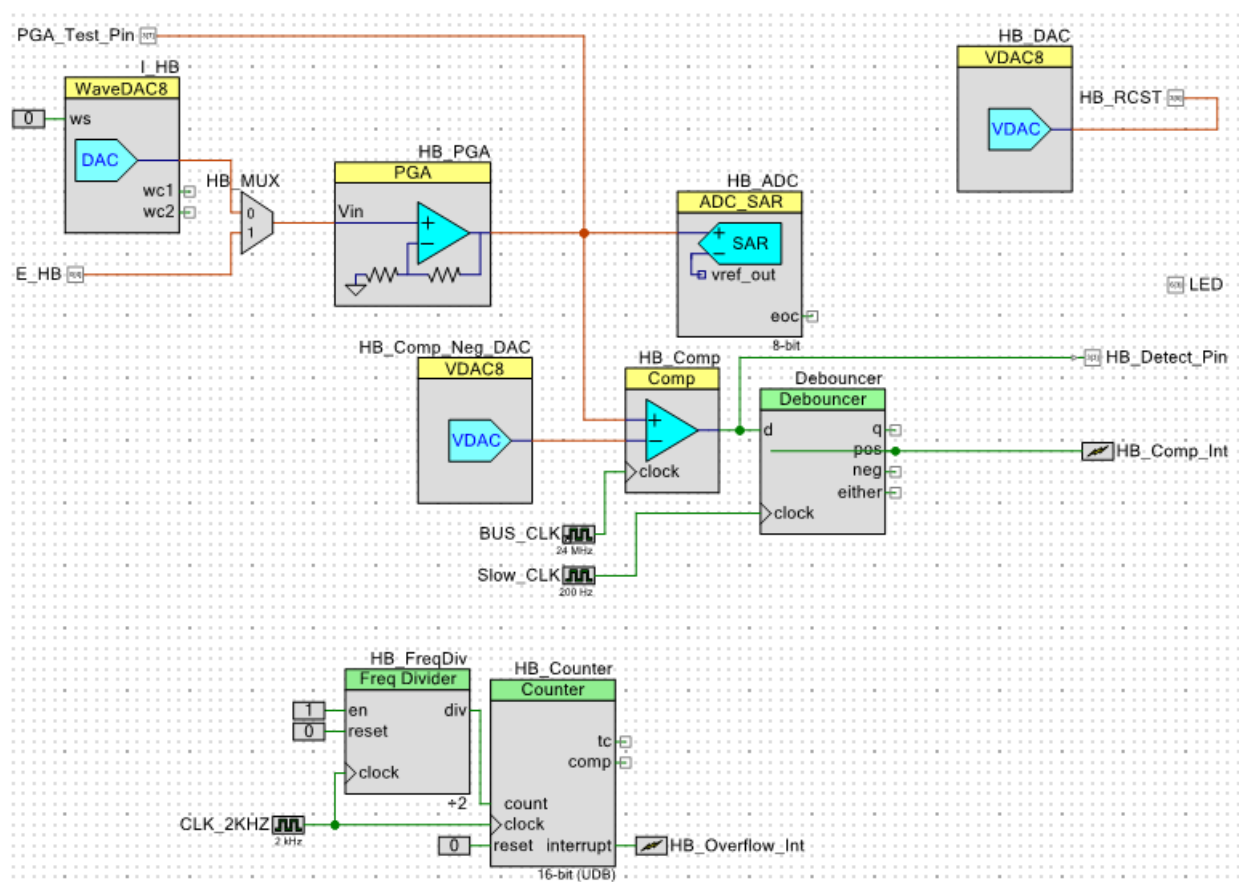 PGA_Test_Pin
HB_DAC
VDAC8
VDAC
HB_RCST
I_HB
WaveDAC8
0
ws
DAC
wc1
wc2
HB_MUX
0
1
E_HB
HB_PGA
PGA
Vin
+
−
HB_ADC
ADC_SAR
+
−
SAR
vref_out
eoc
8-bit
LED
HB_Comp_Neg_DAC
VDAC8
VDAC
HB_Comp
Comp
+
−
clock
HB_Detect_Pin
Debouncer
Debouncer
d
q
pos
neg
either
clock
HB_Comp_Int
BUS_CLK
24 MHz
Slow_CLK
200 Hz
HB_FreqDiv
Freq Divider
1
en
div
0
reset
clock
÷2
CLK_2KHZ
2 kHz
HB_Counter
Counter
tc
comp
count
clock
0
reset
interrupt
HB_Overflow_Int
16-bit (UDB)